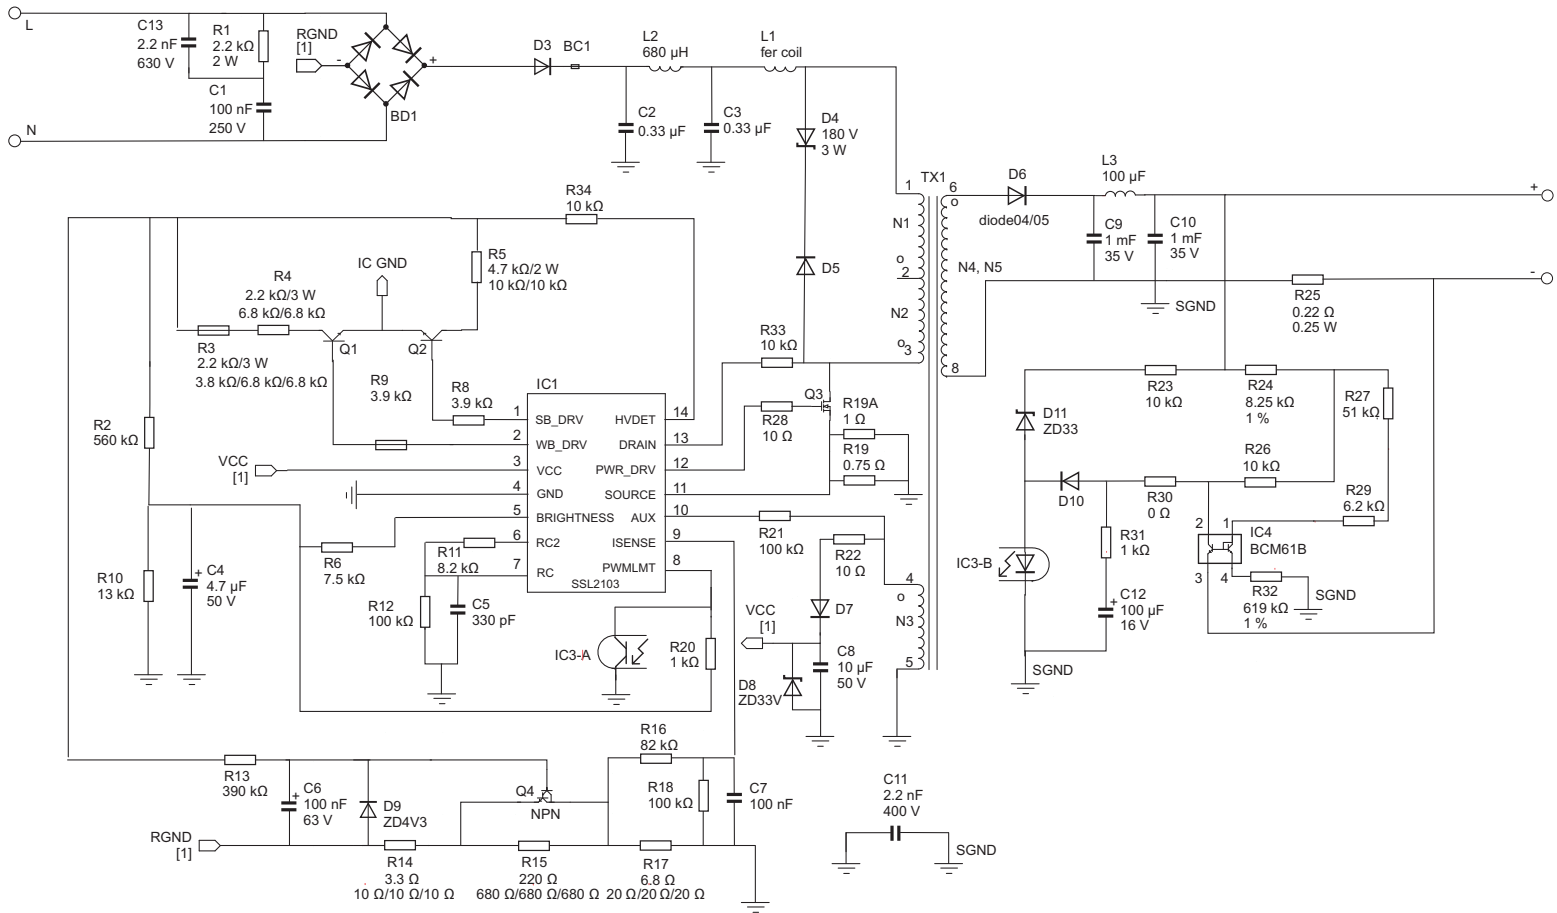 L
C13
2.2 nF
630 V
R1
2.2 kΩ
2 W
C1
100 nF
250 V
N
RGND
[1]
-
+
BD1
D3
BC1
L2
680 μH
L1
fer coil
C2
0.33 μF
C3
0.33 μF
D4
180 V
3 W
D5
TX1
1
N1
o
2
N2
o
3
6
o
N4, N5
8
D6
diode04/05
L3
100 μF
C9
1 mF
35 V
C10
1 mF
35 V
SGND
+
-
R25
0.22 Ω
0.25 W
R34
10 kΩ
R5
4.7 kΩ/2 W
10 kΩ/10 kΩ
IC GND
R4
2.2 kΩ/3 W
6.8 kΩ/6.8 kΩ
R3
2.2 kΩ/3 W
3.8 kΩ/6.8 kΩ/6.8 kΩ
Q1
Q2
R9
3.9 kΩ
R8
3.9 kΩ
R2
560 kΩ
VCC
[1]
IC1
1
SB_DRV
2
WB_DRV
3
VCC
4
GND
5
BRIGHTNESS
6
RC2
7
RC
HVDET
14
DRAIN
13
PWR_DRV
12
SOURCE
11
AUX
10
ISENSE
9
PWMLMT
8
SSL2103
R33
10 kΩ
Q3
R28
10 Ω
R19A
1 Ω
R19
0.75 Ω
R21
100 kΩ
R22
10 Ω
D7
VCC
[1]
C8
10 μF
50 V
D8
ZD33V
4
o
N3
5
R6
7.5 kΩ
R10
13 kΩ
C4
+
4.7 μF
50 V
R11
8.2 kΩ
R12
100 kΩ
C5
330 pF
IC3-A
R20
1 kΩ
R23
10 kΩ
R24
8.25 kΩ
1 %
R27
51 kΩ
D11
ZD33
R26
10 kΩ
D10
R30
0 Ω
R29
6.2 kΩ
R31
1 kΩ
2
1
3
4
IC4
BCM61B
IC3-B
C12
+
100 μF
16 V
R32
619 kΩ
1 %
SGND
SGND
R13
390 kΩ
C6
+
100 nF
63 V
D9
ZD4V3
Q4
NPN
R16
82 kΩ
R18
100 kΩ
C7
100 nF
RGND
[1]
R14
3.3 Ω
10 Ω/10 Ω/10 Ω
R15
220 Ω
680 Ω/680 Ω/680 Ω
R17
6.8 Ω
20 Ω/20 Ω/20 Ω
C11
2.2 nF
400 V
SGND